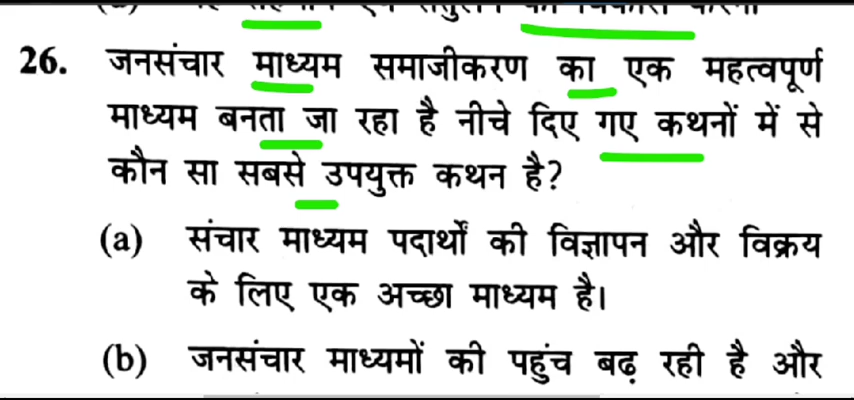 26. जनसंचार माध्यम समाजीकरण का एक महत्वपूर्ण
माध्यम बनता जा रहा है नीचे दिए गए कथनों में से
कौन सा सबसे उपयुक्त कथन है?
(a) संचार माध्यम पदार्थों की विज्ञापन और विक्रय
के लिए एक अच्छा माध्यम है।
(b) जनसंचार माध्यमों की पहुंच बढ़ रही है और